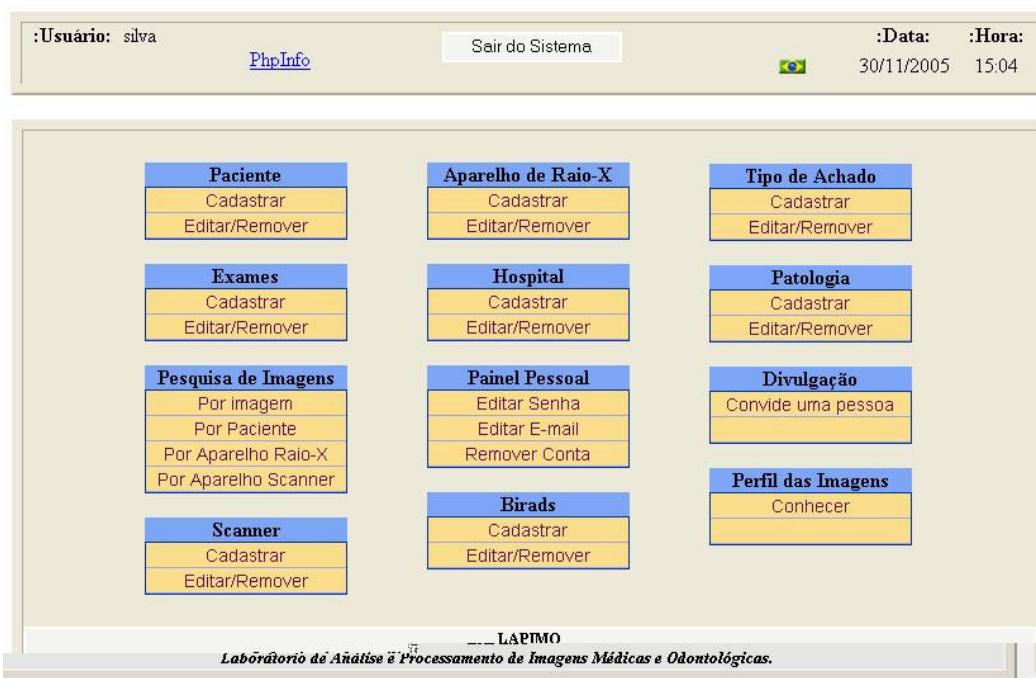 :Usuário: silva
PhpInfo
Sair do Sistema
:Data: :Hora:
30/11/2005 15:04
Paciente
Cadastrar
Editar/Remover
Exames
Cadastrar
Editar/Remover
Pesquisa de Imagens
Por imagem
Por Paciente
Por Aparelho Raio-X
Por Aparelho Scanner
Scanner
Cadastrar
Editar/Remover
Aparelho de Raio-X
Cadastrar
Editar/Remover
Hospital
Cadastrar
Editar/Remover
Painel Pessoal
Editar Senha
Editar E-mail
Remover Conta
Birads
Cadastrar
Editar/Remover
Tipo de Achado
Cadastrar
Editar/Remover
Patologia
Cadastrar
Editar/Remover
Divulgação
Convide uma pessoa
Perfil das Imagens
Conhecer
LAPIMO
Laboratorio de Analise e Processamento de Imagens Médicas e Odontológicas.